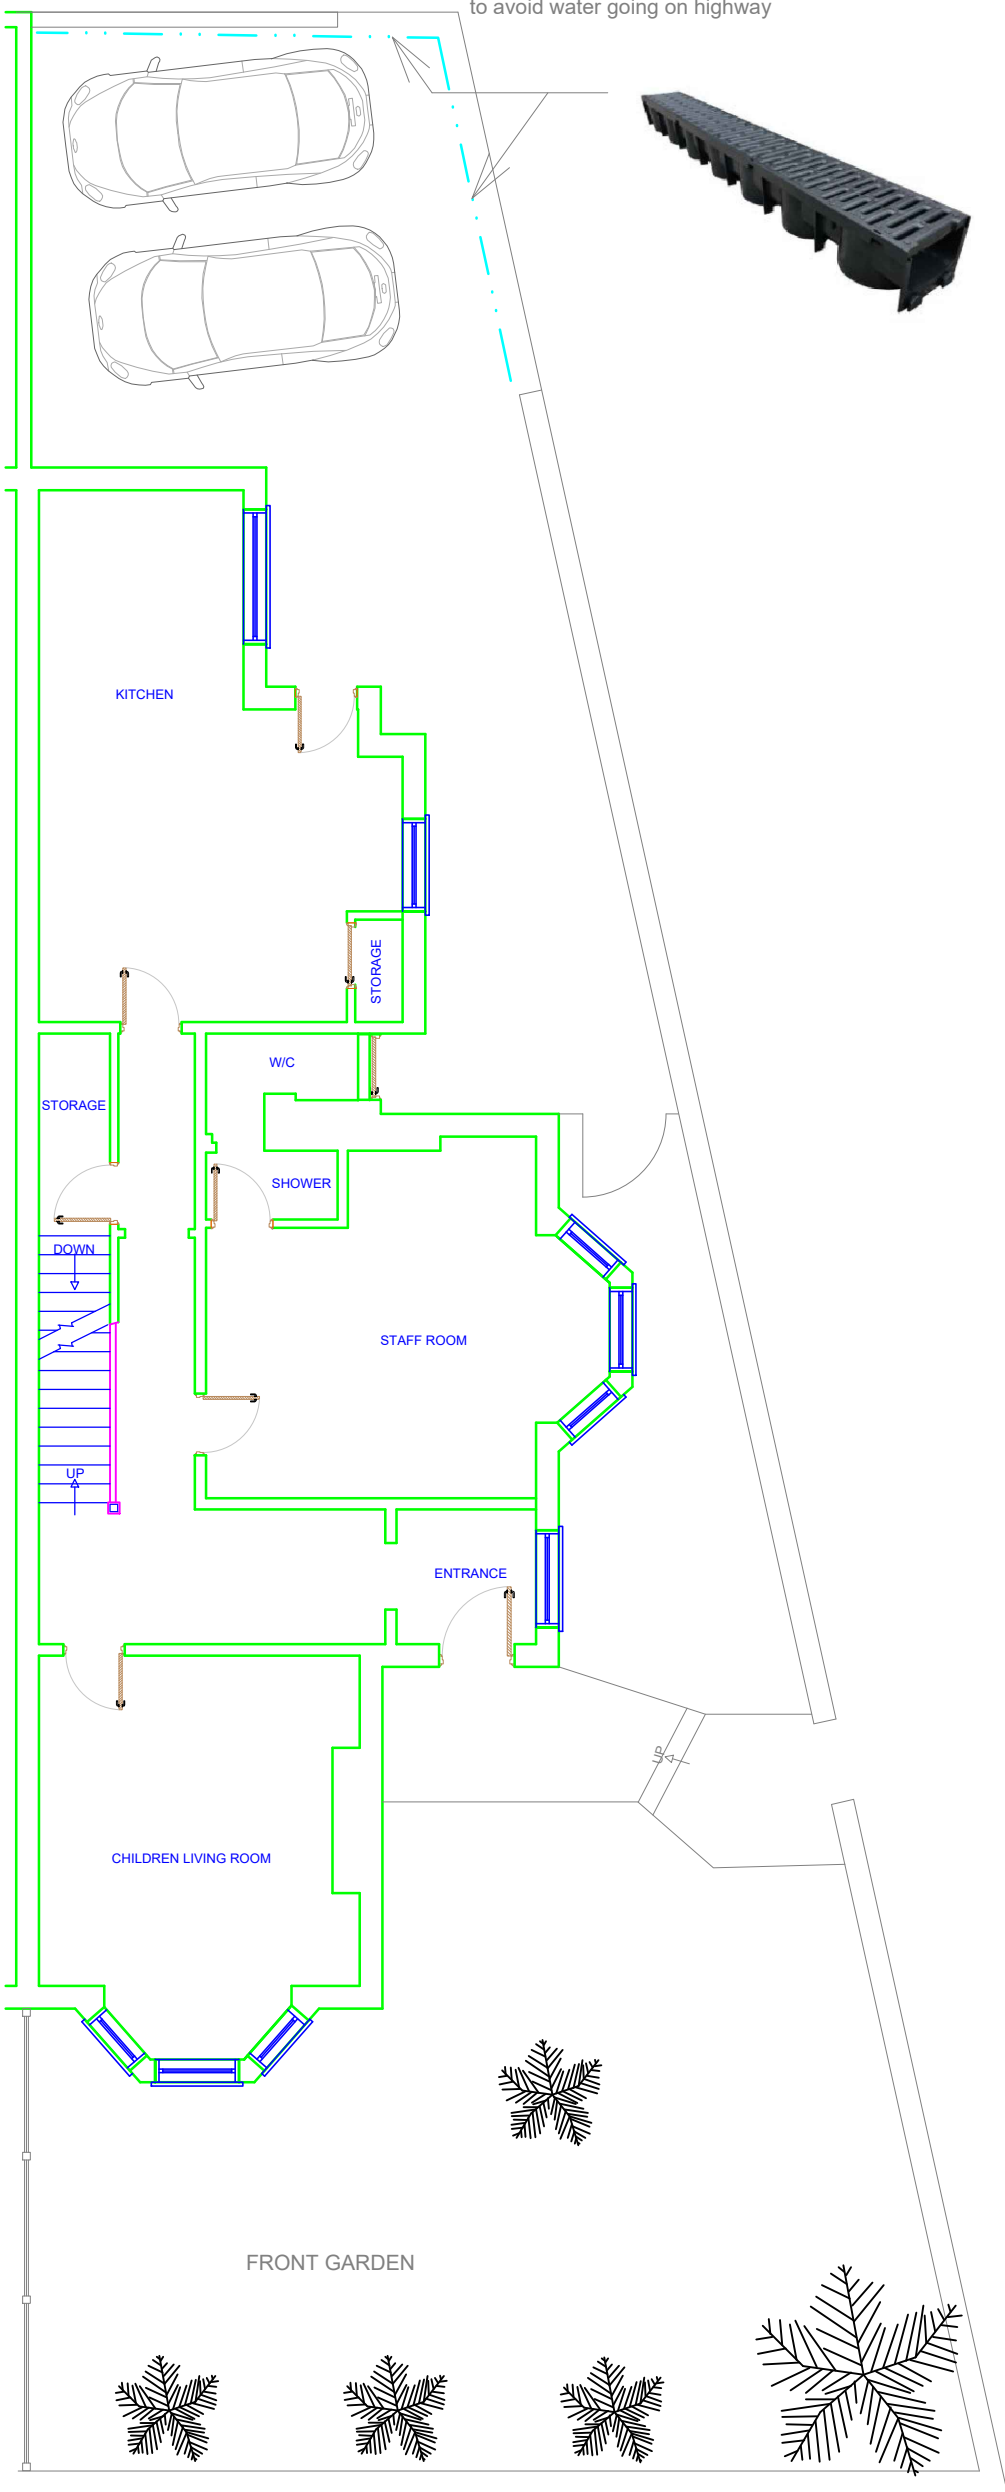 to avoid water going on highway
KITCHEN
STORAGE
W/C
STORAGE
SHOWER
DOWN
STAFF ROOM
UP
ENTRANCE
UP
CHILDREN LIVING ROOM
FRONT GARDEN